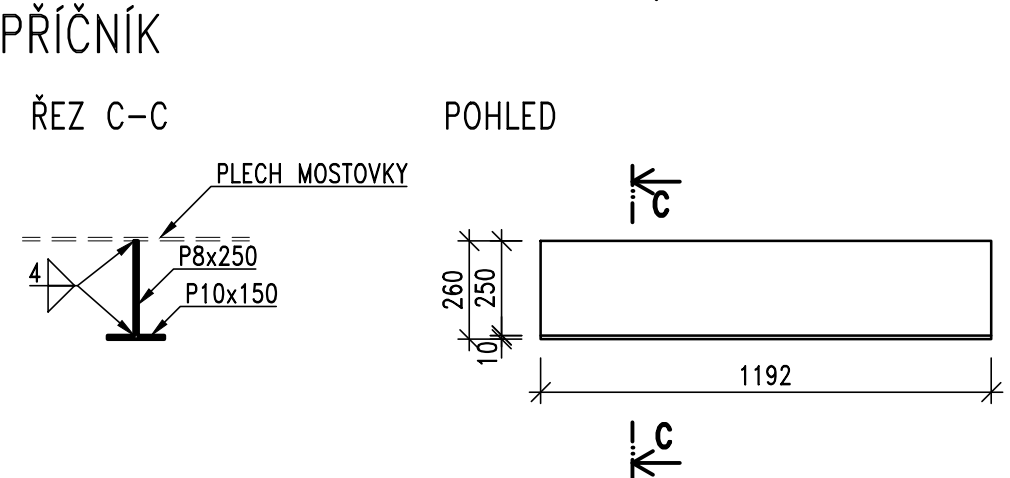 PŘÍČNÍK
ŘEZ C-C
POHLED
PLECH MOSTOVKY
C
P8x250
4
P10x150
260
250
10
1192
C